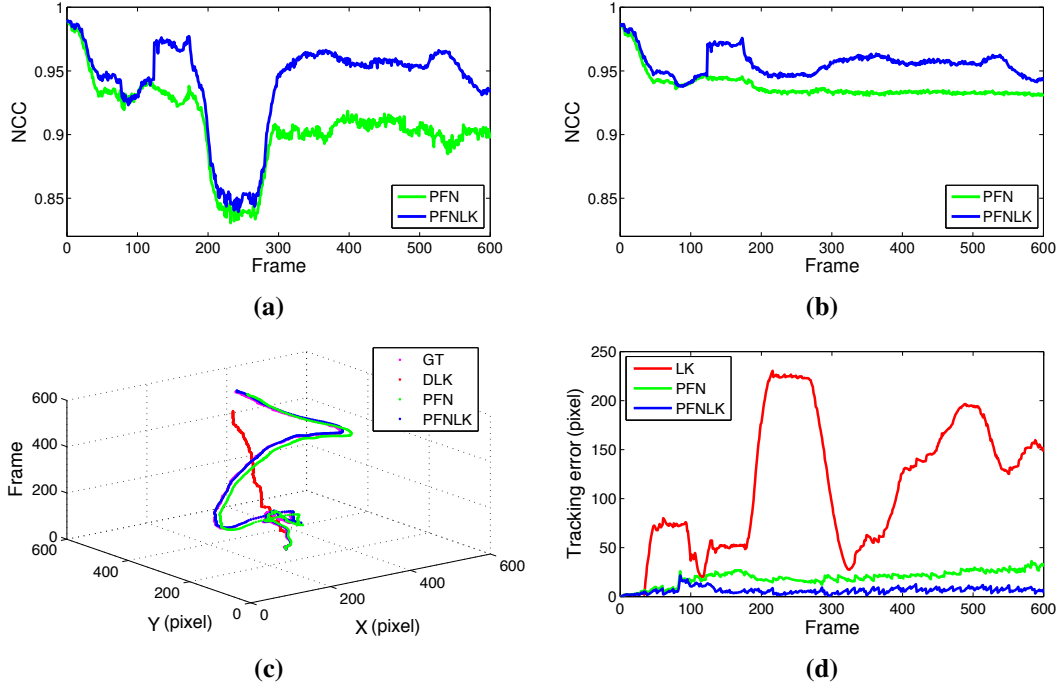 1
0.95
0.9
0.85
NCC
0 100 200 300 400 500 600
Frame
PFN
PFNLK
(a)
1
0.95
0.9
0.85
NCC
0 100 200 300 400 500 600
Frame
PFN
PFNLK
(b)
600
400
200
0
Frame
600
400
200
0
Y (pixel)
0
200
400
600
X (pixel)
GT
DLK
PFN
PFNLK
(c)
250
200
150
100
50
0
Tracking error (pixel)
0 100 200 300 400 500 600
Frame
LK
PFN
PFNLK
(d)